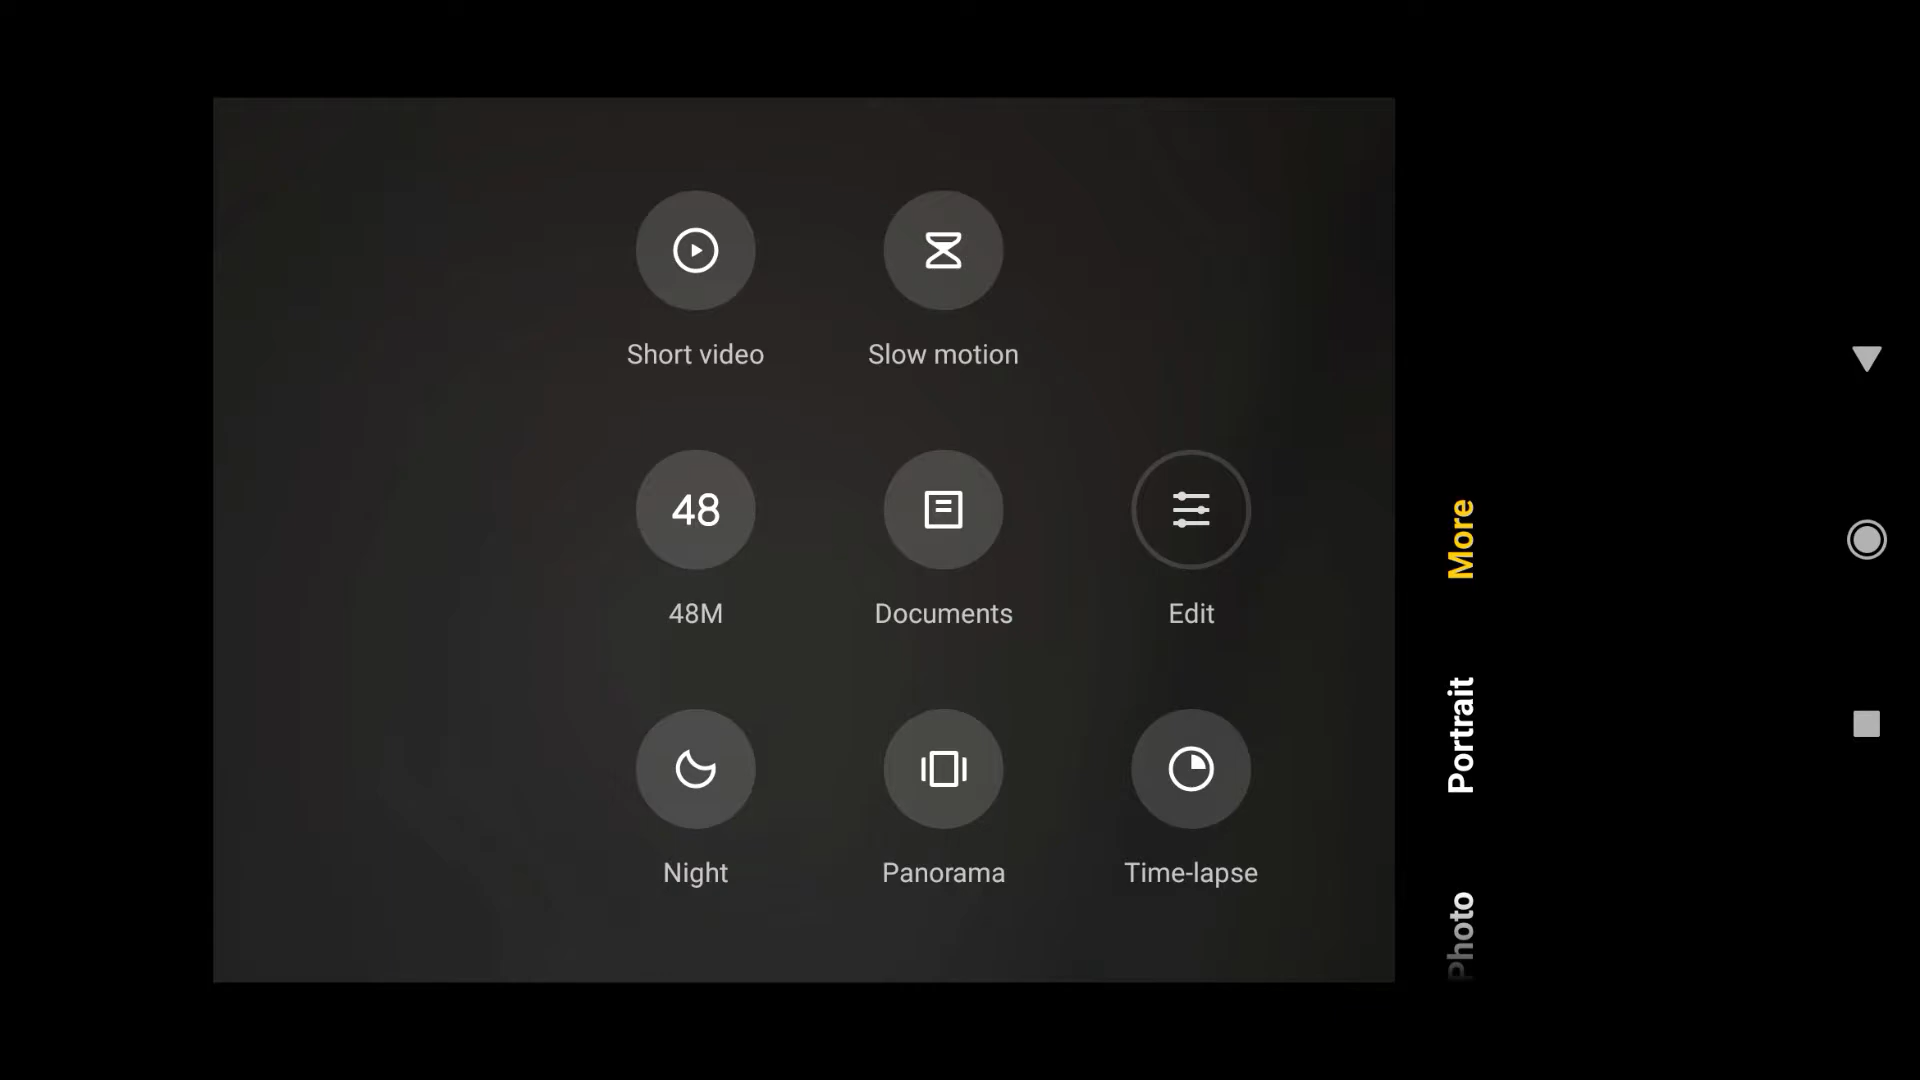 Short video
Slow motion
48
48M
Documents
Edit
Night
Panorama
Time-lapse
More
Portrait
Photo